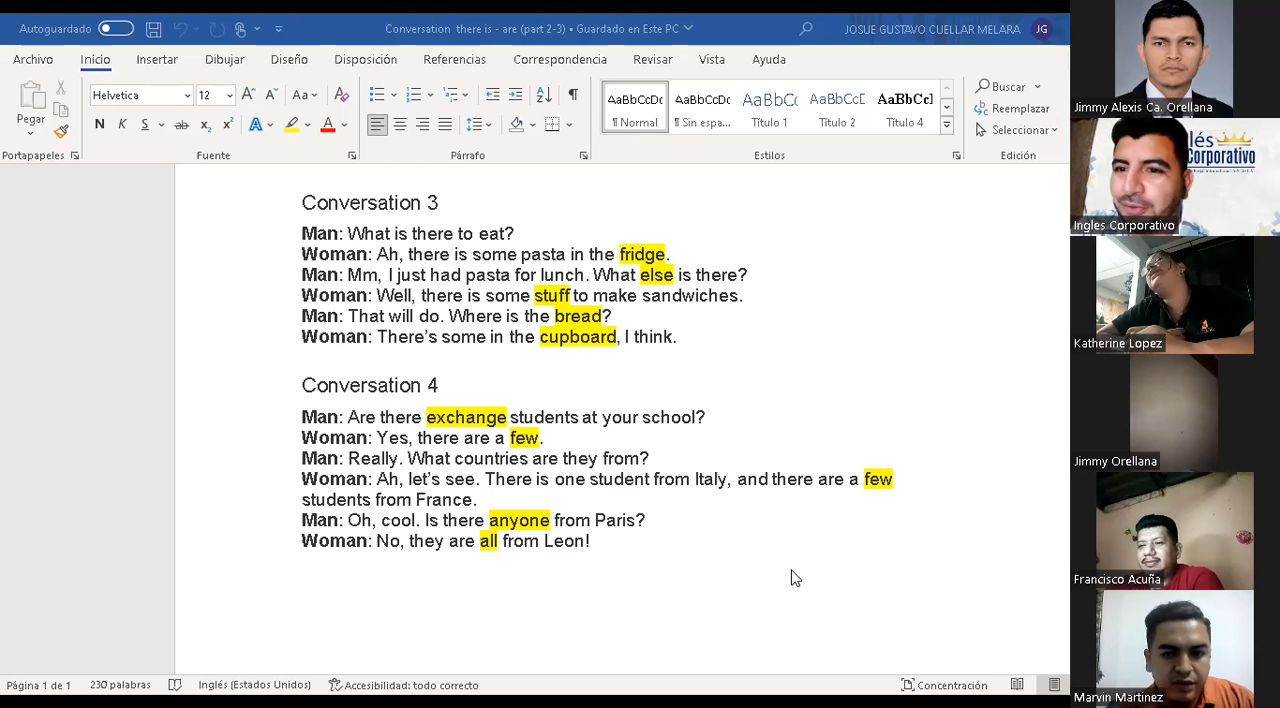 Autoguardado
Conversation there is - are (part 2-3) • Guardado en Este PC
JOSUE GUSTAVO CUELLAR MELARA
JG
Archivo
Inicio
Insertar
Dibujar
Diseño
Disposición
Referencias
Correspondencia
Revisar
Vista
Ayuda
Pegar
Portapapeles
Helvetica
12
Aa
N K S ab x₂ x² A A
Fuente
Párrafo
AaBbCcDc
¶ Normal
AaBbCcDc
¶ Sin espa...
AaBbCc
Título 1
AaBbCcD
Título 2
AaBbCcI
Título 4
Estilos
Buscar
Reemplazar
Seleccionar
Edición
Conversation 3
Man: What is there to eat?
Woman: Ah, there is some pasta in the fridge.
Man: Mm, I just had pasta for lunch. What else is there?
Woman: Well, there is some stuff to make sandwiches.
Man: That will do. Where is the bread?
Woman: There's some in the cupboard, I think.
Conversation 4
Man: Are there exchange students at your school?
Woman: Yes, there are a few.
Man: Really. What countries are they from?
Woman: Ah, let's see. There is one student from Italy, and there are a few
students from France.
Man: Oh, cool. Is there anyone from Paris?
Woman: No, they are all from Leon!
Página 1 de 1
230 palabras
Inglés (Estados Unidos)
Accesibilidad: todo correcto
Concentración
Jimmy Alexis Ca. Orellana
lés
Corporativo
Ingles Corporativo
Katherine Lopez
Jimmy Orellana
Francisco Acuña
Marvin Martinez